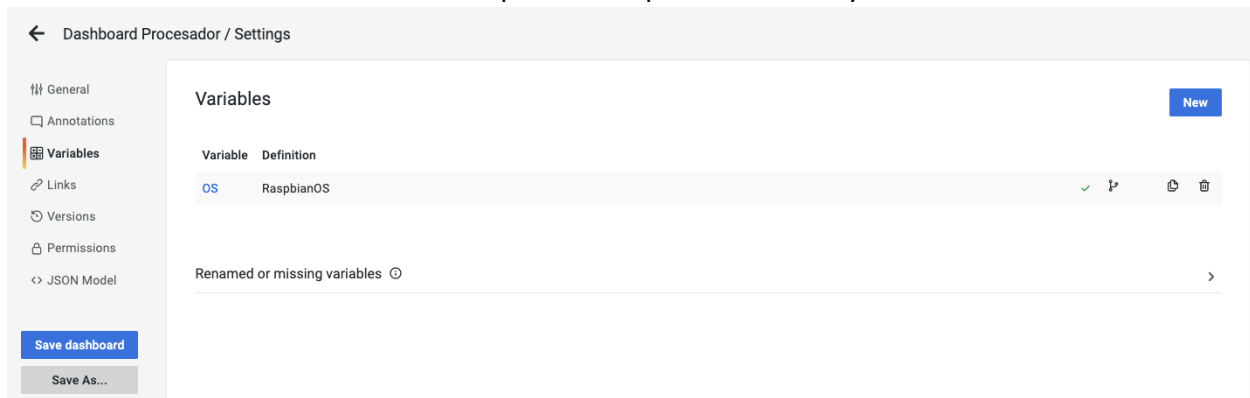 Dashboard Procesador / Settings
General
Annotations
Variables
Links
Versions
Permissions
JSON Model
Save dashboard
Save As...
Variables
New
Variable Definition
OS RaspbianOS
Renamed or missing variables